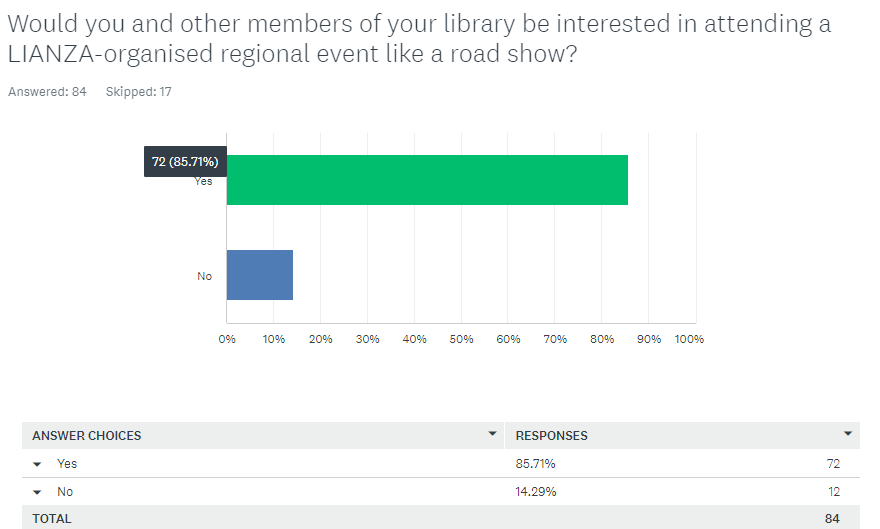 Would you and other members of your library be interested in attending a
LIANZA-organised regional event like a road show?
Answered: 84 Skipped: 17
72 (85.71%)
Yes
No
0% 10% 20% 30% 40% 50% 60% 70% 80% 90% 100%
ANSWER CHOICES RESPONSES
Yes 85.71% 72
No 14.29% 12
TOTAL 84